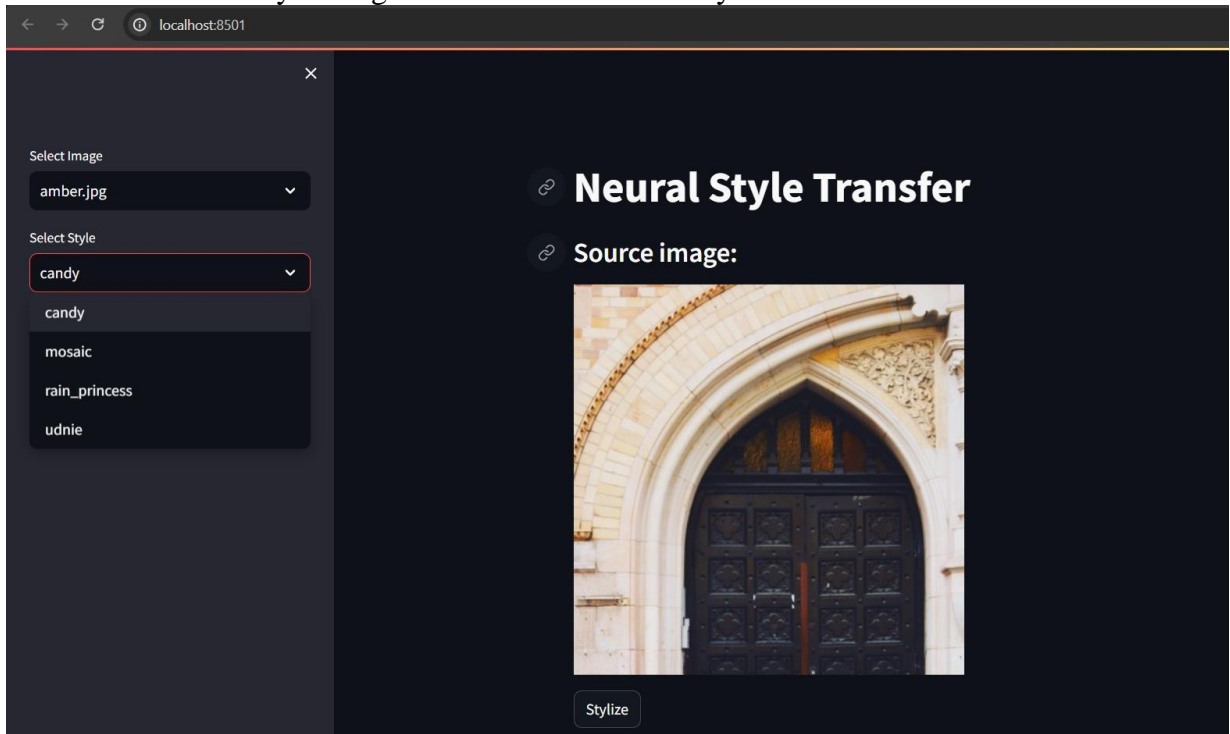 localhost:8501
Select Image
amber.jpg
Select Style
candy
candy
mosaic
rain_princess
udnie
Neural Style Transfer
Source image:
Stylize